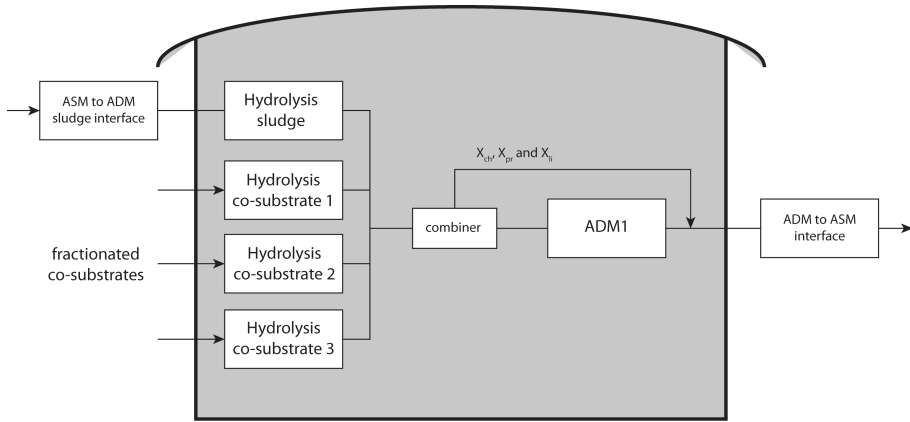 ASM to ADM
sludge interface
Hydrolysis
sludge
Hydrolysis
co-substrate 1
fractionated
co-substrates
Hydrolysis
co-substrate 2
Hydrolysis
co-substrate 3
combiner
Xch, Xpr and Xli
ADM1
ADM to ASM
interface